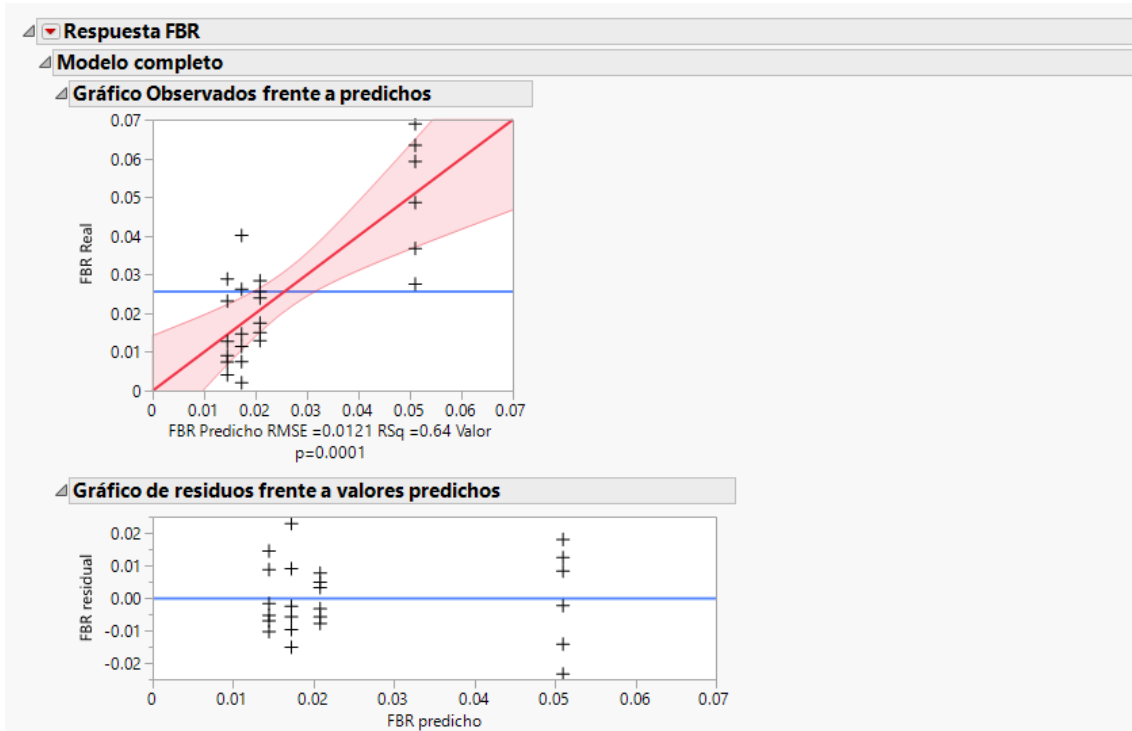 Respuesta FBR
Modelo completo
Gráfico Observados frente a predichos
0.07
0.06
0.05
0.04
0.03
0.02
0.01
0
FBR Real
0 0.01 0.02 0.03 0.04 0.05 0.06 0.07
FBR Predicho RMSE =0.0121 RSq =0.64 Valor
p=0.0001
Gráfico de residuos frente a valores predichos
0.02
0.01
0.00
-0.01
-0.02
FBR residual
0 0.01 0.02 0.03 0.04 0.05 0.06 0.07
FBR predicho